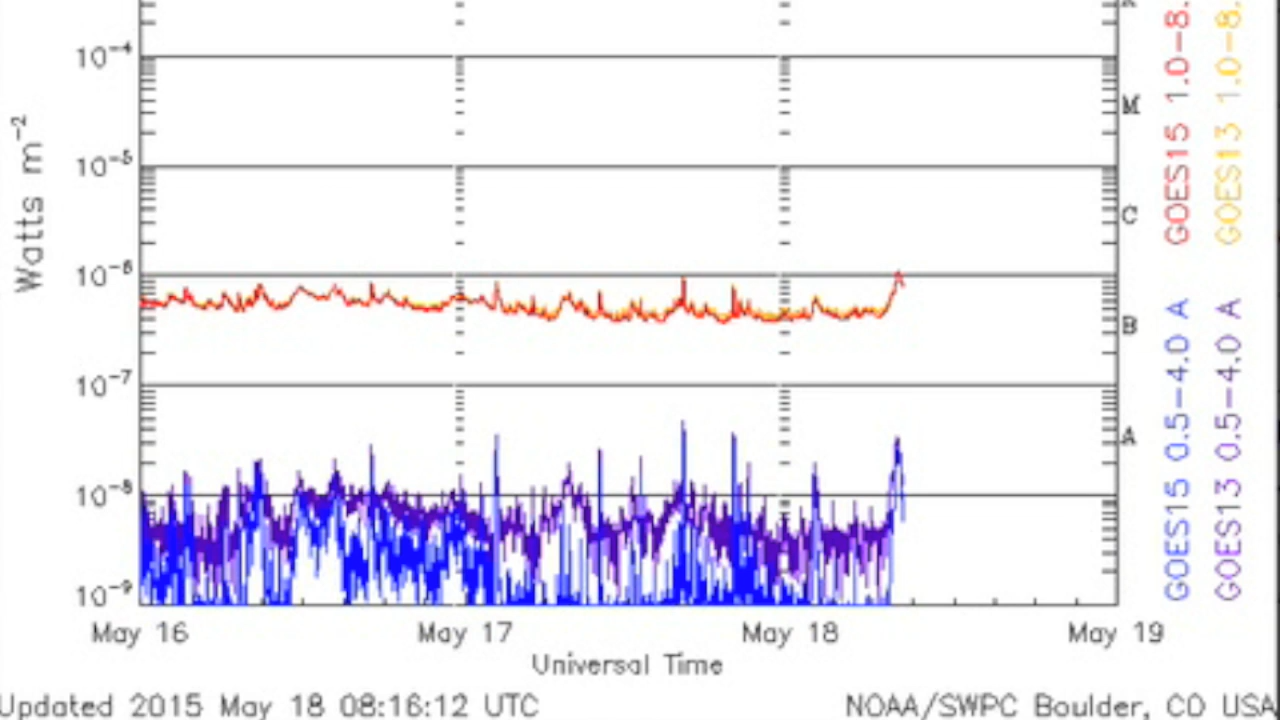 10-4
10-5
10-6
10-7
10-8
10-9
Watts m-2
M
C
B
A
May 16
May 17
May 18
May 19
Universal Time
Updated 2015 May 18 08:16:12 UTC
NOAA/SWPC Boulder, CO USA
GOES15 1.0-8.
GOES13 1.0-8.
GOES15 0.5-4.0 A
GOES13 0.5-4.0 A